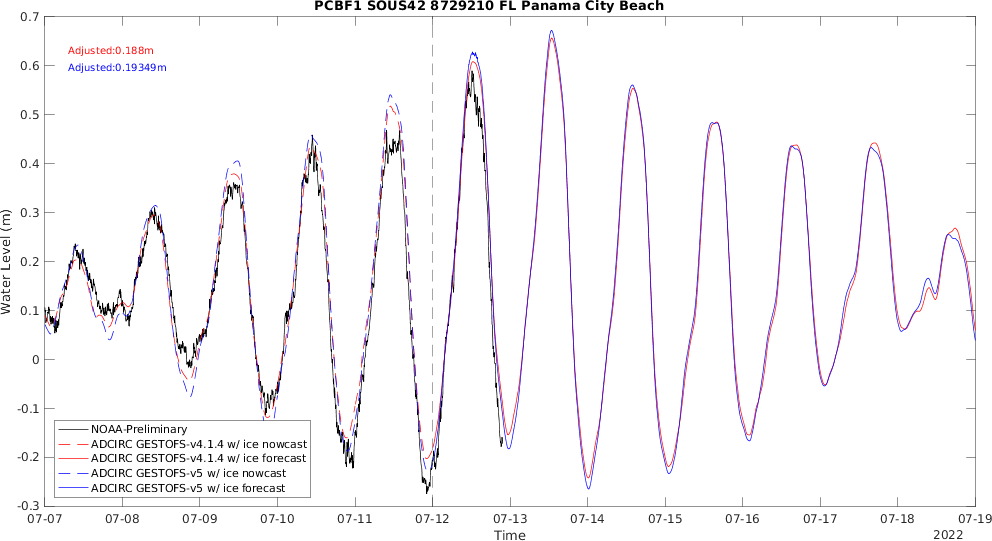 PCBF1 SOUS42 8729210 FL Panama City Beach
Adjusted:0.188m
Adjusted:0.19349m
Water Level (m)
0.7
0.6
0.5
0.4
0.3
0.2
0.1
0
-0.1
-0.2
-0.3
NOAA-Preliminary
ADCIRC GESTOFS-v4.1.4 w/ ice nowcast
ADCIRC GESTOFS-v4.1.4 w/ ice forecast
ADCIRC GESTOFS-v5 w/ ice nowcast
ADCIRC GESTOFS-v5 w/ ice forecast
07-07 07-08 07-09 07-10 07-11 07-12 07-13 07-14 07-15 07-16 07-17 07-18 07-19
Time
2022